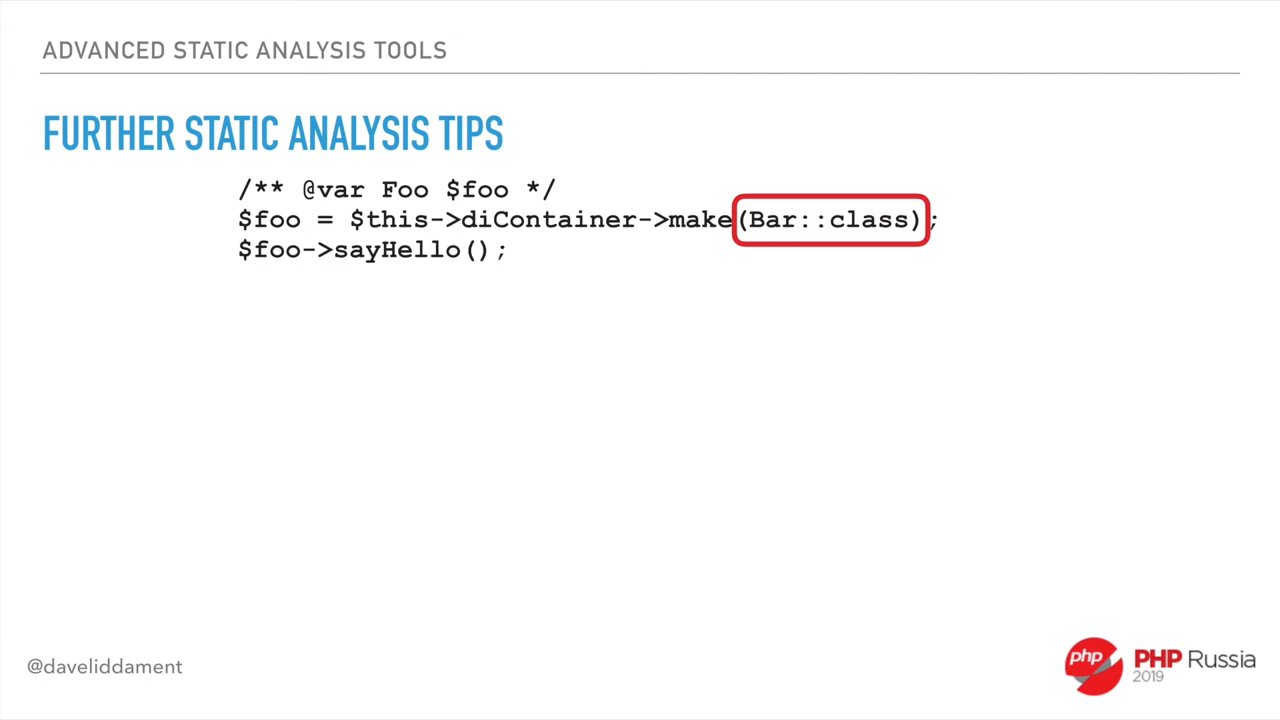 ADVANCED STATIC ANALYSIS TOOLS
FURTHER STATIC ANALYSIS TIPS
/** @var Foo $foo */
$foo = $this->diContainer->make(Bar::class);
$foo->sayHello();
@daveliddament
php
PHP Russia
2019